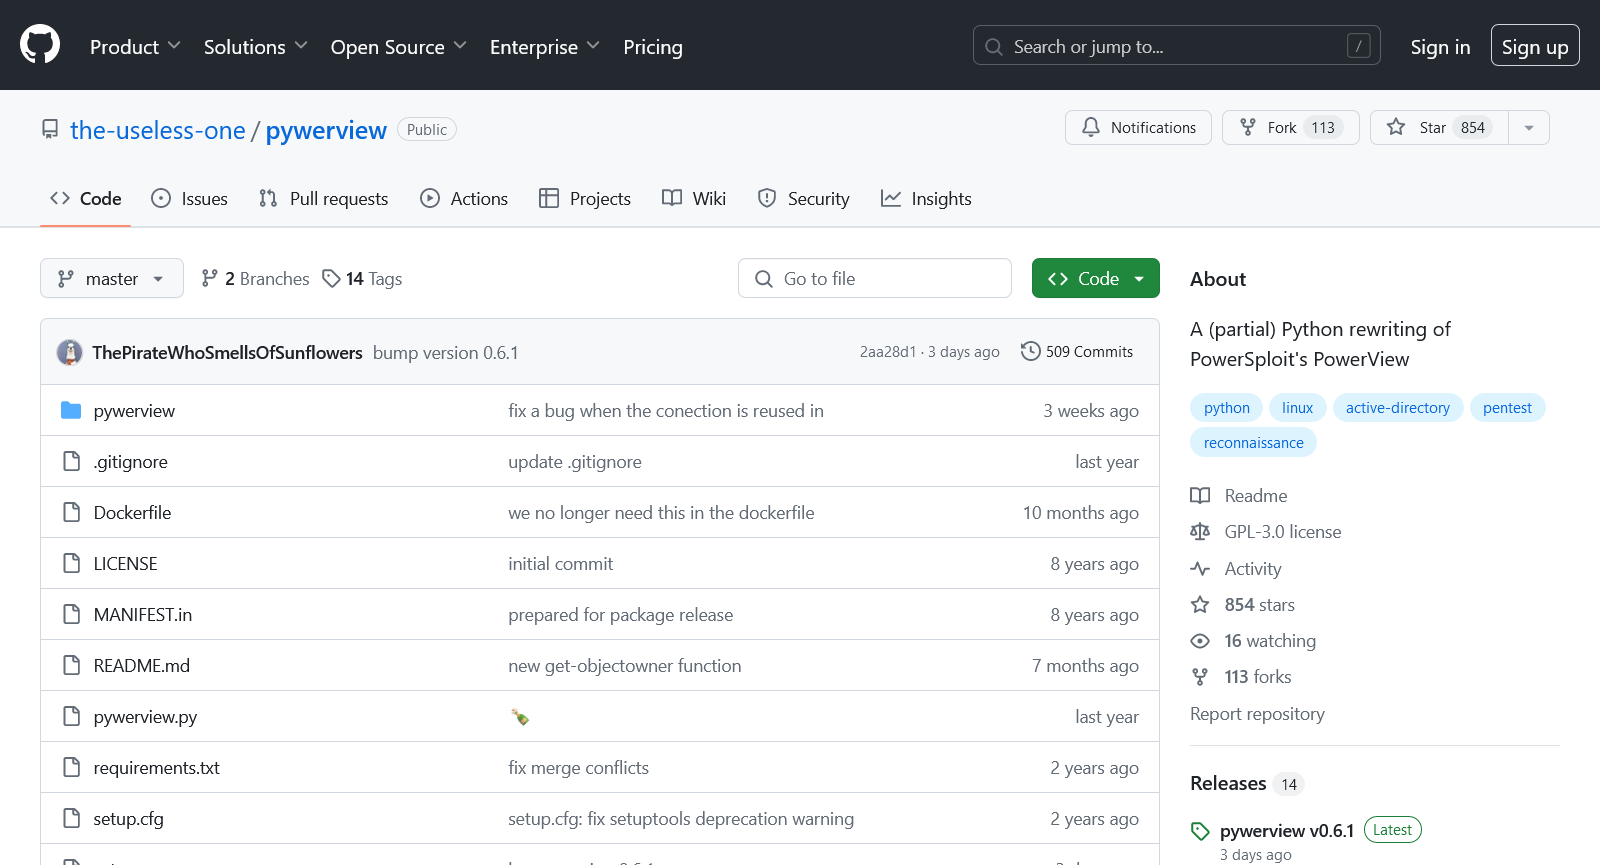 Product Solutions Open Source Enterprise Pricing Search or jump to... / Sign in Sign up
the-useless-one / pywerview Public Notifications Fork 113 Star 854
Code Issues Pull requests Actions Projects Wiki Security Insights
master 2 Branches 14 Tags Go to file Code
ThePirateWhoSmellsOfSunflowers bump version 0.6.1 2aa28d1 · 3 days ago 509 Commits
pywerview fix a bug when the conection is reused in 3 weeks ago
.gitignore update .gitignore last year
Dockerfile we no longer need this in the dockerfile 10 months ago
LICENSE initial commit 8 years ago
MANIFEST.in prepared for package release 8 years ago
README.md new get-objectowner function 7 months ago
pywerview.py 🍾 last year
requirements.txt fix merge conflicts 2 years ago
setup.cfg setup.cfg: fix setuptools deprecation warning 2 years ago
About
A (partial) Python rewriting of
PowerSploit's PowerView
python linux active-directory pentest
reconnaissance
Readme
GPL-3.0 license
Activity
854 stars
16 watching
113 forks
Report repository
Releases 14
pywerview v0.6.1 Latest
3 days ago